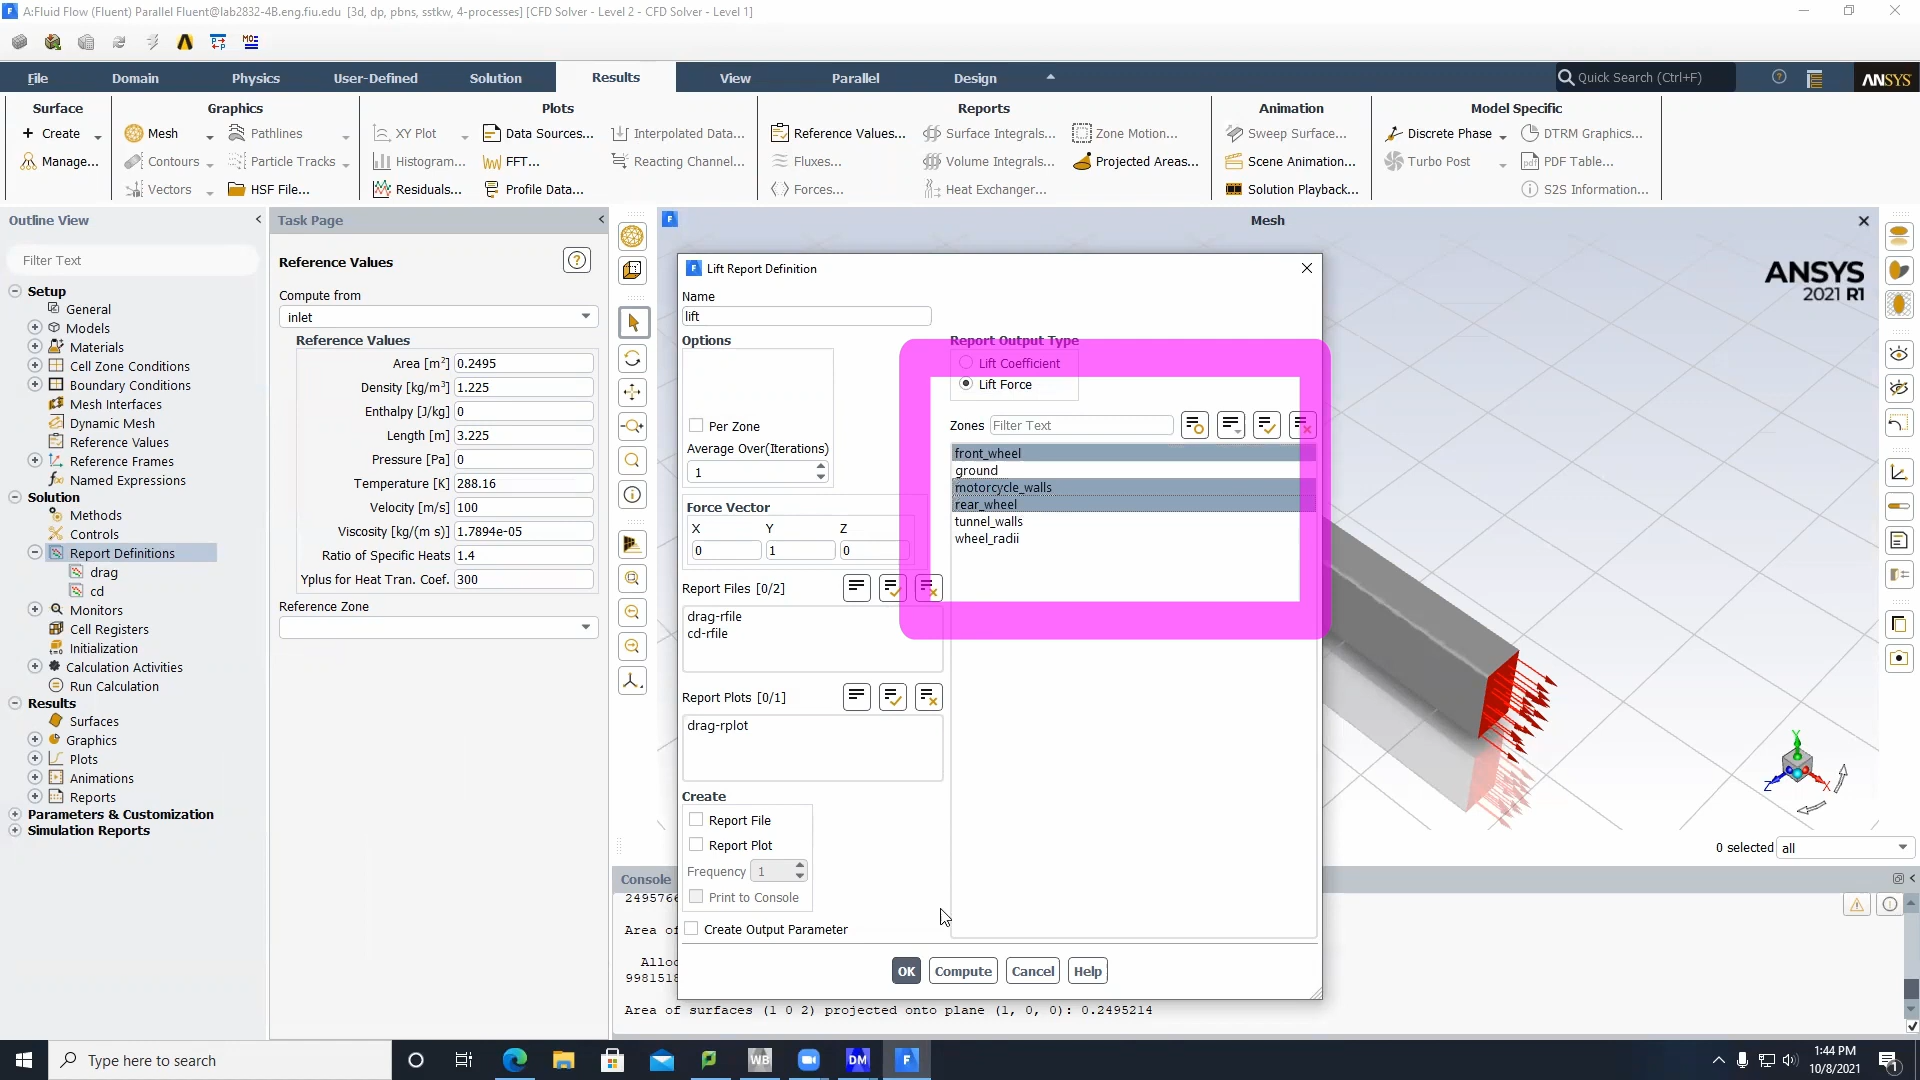 A:Fluid Flow (Fluent) Parallel Fluent@lab2832-4B.eng.fiu.edu [3d, dp, pbns, sstkw, 4-processes] [CFD Solver - Level 2 - CFD Solver - Level 1]
File Domain Physics User-Defined Solution Results View Parallel Design Quick Search (Ctrl+F) ANSYS
Surface Graphics Plots Reports Animation Model Specific
Create Mesh Pathlines XY Plot Data Sources... Interpolated Data... Reference Values... Surface Integrals... Zone Motion... Sweep Surface... Discrete Phase DTRM Graphics...
Manage... Contours Particle Tracks Histogram... FFT... Reacting Channel... Fluxes... Volume Integrals... Projected Areas... Scene Animation... Turbo Post PDF Table...
Vectors HSF File... Residuals... Profile Data... Forces... Heat Exchanger... Solution Playback... S2S Information...
Outline View
Filter Text
Setup
General
Models
Materials
Cell Zone Conditions
Boundary Conditions
Mesh Interfaces
Dynamic Mesh
Reference Values
Reference Frames
Named Expressions
Solution
Methods
Controls
Report Definitions
drag
cd
Monitors
Cell Registers
Initialization
Calculation Activities
Run Calculation
Results
Surfaces
Graphics
Plots
Animations
Reports
Parameters & Customization
Simulation Reports
Task Page
Reference Values
Compute from
inlet
Reference Values
Area [m²] 0.2495
Density [kg/m³] 1.225
Enthalpy [J/kg] 0
Length [m] 3.225
Pressure [Pa] 0
Temperature [K] 288.16
Velocity [m/s] 100
Viscosity [kg/(m s)] 1.7894e-05
Ratio of Specific Heats 1.4
Yplus for Heat Tran. Coef. 300
Reference Zone
Mesh
ANSYS
2021 R1
Lift Report Definition
Name
lift
Options
Per Zone
Average Over(Iterations)
1
Force Vector
X Y Z
0 1 0
Report Files [0/2]
drag-rfile
cd-rfile
Report Plots [0/1]
drag-rplot
Create
Report File
Report Plot
Frequency 1
Print to Console
Create Output Parameter
Report Output Type
Lift Coefficient
Lift Force
Zones Filter Text
front_wheel
ground
motorcycle_walls
rear_wheel
tunnel_walls
wheel_radii
OK Compute Cancel Help
Y
Z X
0 selected all
Console
Area of surfaces (1 0 2) projected onto plane (1, 0, 0): 0.2495214
Type here to search
WB DM F
1:44 PM
10/8/2021
1